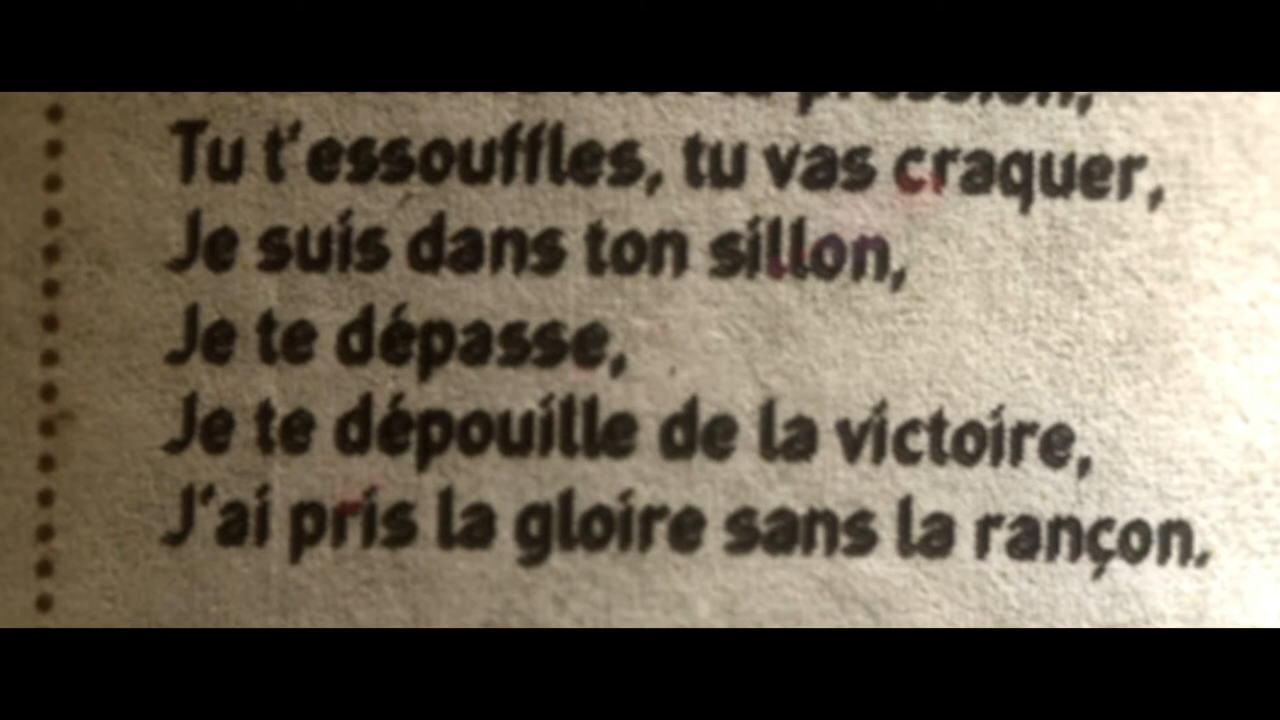 pression,
Tu t'essouffles, tu vas craquer,
Je suis dans ton sillon,
Je te dépasse,
Je te dépouille de la victoire,
J'ai pris la gloire sans la rançon.